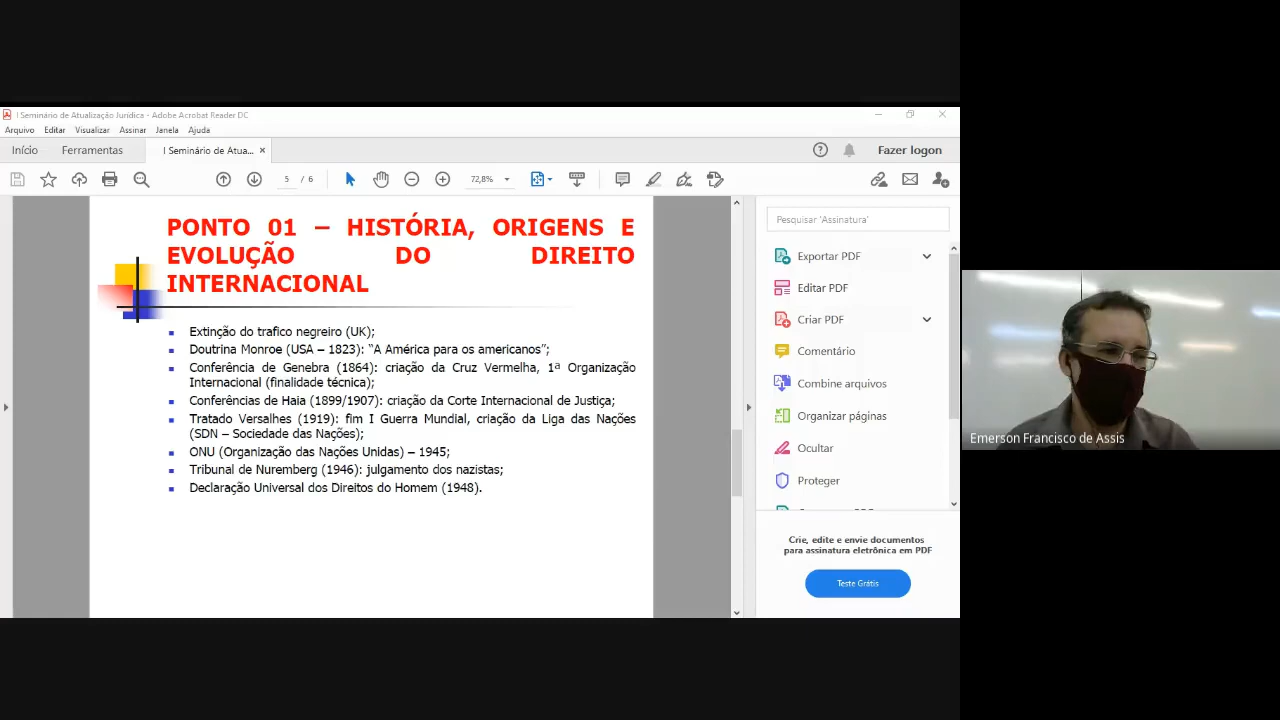 I Seminário de Atualização Jurídica - Adobe Acrobat Reader DC
Arquivo Editar Visualizar Assinar Janela Ajuda
Início Ferramentas I Seminário de Atua... × Fazer logon
5 / 6 72,8%
PONTO 01 – HISTÓRIA, ORIGENS E
EVOLUÇÃO DO DIREITO
INTERNACIONAL
Extinção do trafico negreiro (UK);
Doutrina Monroe (USA – 1823): “A América para os americanos”;
Conferência de Genebra (1864): criação da Cruz Vermelha, 1ª Organização
Internacional (finalidade técnica);
Conferências de Haia (1899/1907): criação da Corte Internacional de Justiça;
Tratado Versalhes (1919): fim I Guerra Mundial, criação da Liga das Nações
(SDN – Sociedade das Nações);
ONU (Organização das Nações Unidas) – 1945;
Tribunal de Nuremberg (1946): julgamento dos nazistas;
Declaração Universal dos Direitos do Homem (1948).
Pesquisar 'Assinatura'
Exportar PDF
Editar PDF
Criar PDF
Comentário
Combine arquivos
Organizar páginas
Ocultar
Proteger
Crie, edite e envie documentos
para assinatura eletrônica em PDF
Teste Grátis
Emerson Francisco de Assis